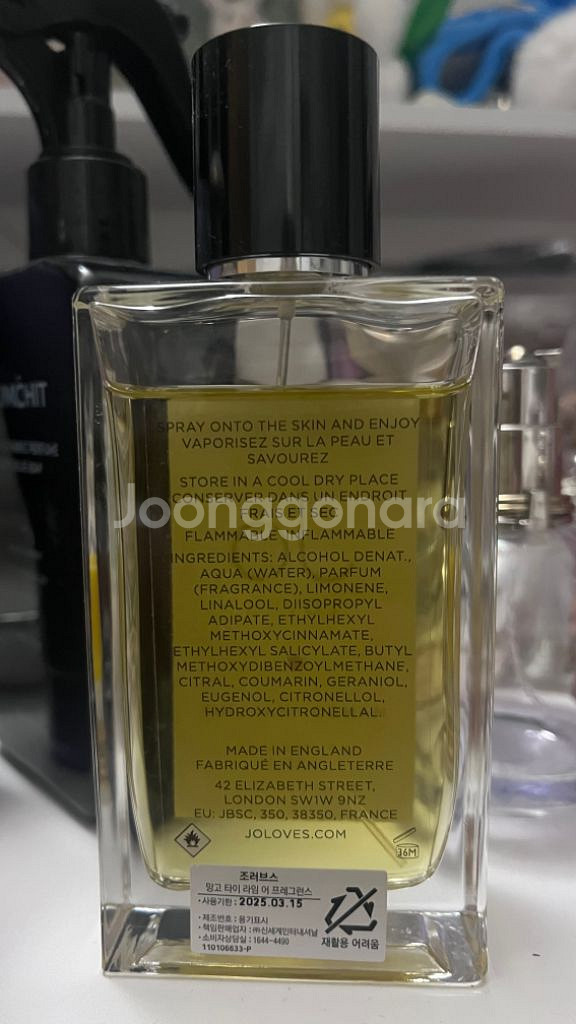 SPRAY ONTO THE SKIN AND ENJOY
VAPORISEZ SUR LA PEAU ET
SAVOUREZ
STORE IN A COOL DRY PLACE
CONSERVER DANS UN ENDROIT
FRAIS ET SEC
Joonggonara
FLAMMABLE INFLAMMABLE
INGREDIENTS: ALCOHOL DENAT.,
AQUA (WATER), PARFUM
(FRAGRANCE), LIMONENE,
LINALOOL, DIISOPROPYL
ADIPATE, ETHYLHEXYL
METHOXYCINNAMATE,
ETHYLHEXYL SALICYLATE, BUTYL
METHOXYDIBENZOYLMETHANE,
CITRAL, COUMARIN, GERANIOL,
EUGENOL, CITRONELLOL,
HYDROXYCITRONELLAL.
MADE IN ENGLAND
FABRIQUÉ EN ANGLETERRE
42 ELIZABETH STREET,
LONDON SW1W 9NZ
EU: JBSC, 350, 38350, FRANCE
JOLOVES.COM
36M
조러브스
망고 타이 라임 어 프레그런스
·사용기한 : 2025.03.15
·제조번호 : 용기표시
·책임판매업자 : ㈜신세계인터내셔날
·소비자상담실 : 1644-4490
110106633-P
재활용 어려움